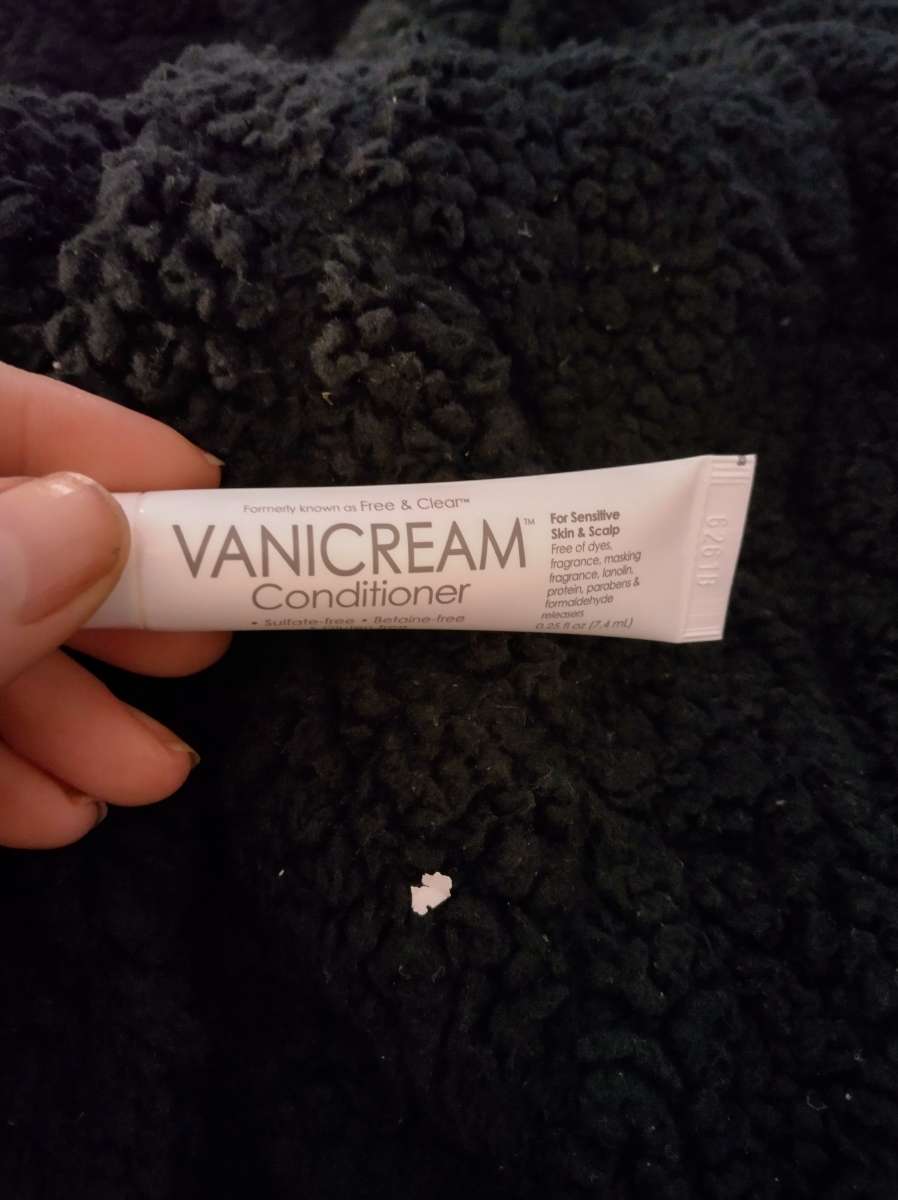 Formerly known as Free & Clear™
VANICREAM™
Conditioner
• Sulfate-free • Betaine-free
For Sensitive
Skin & Scalp
Free of dyes,
fragrance, masking
fragrance, lanolin,
protein, parabens &
formaldehyde
releasers
0.25 fl oz (7.4 mL)